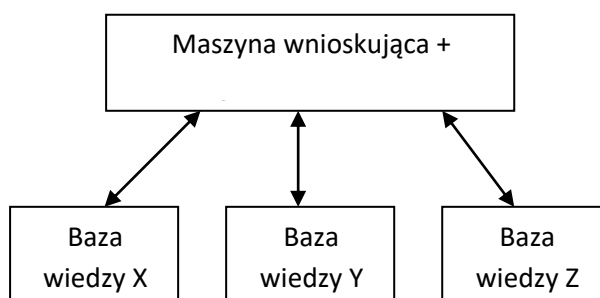 Maszyna wnioskująca +
Baza
wiedzy X
Baza
wiedzy Y
Baza
wiedzy Z